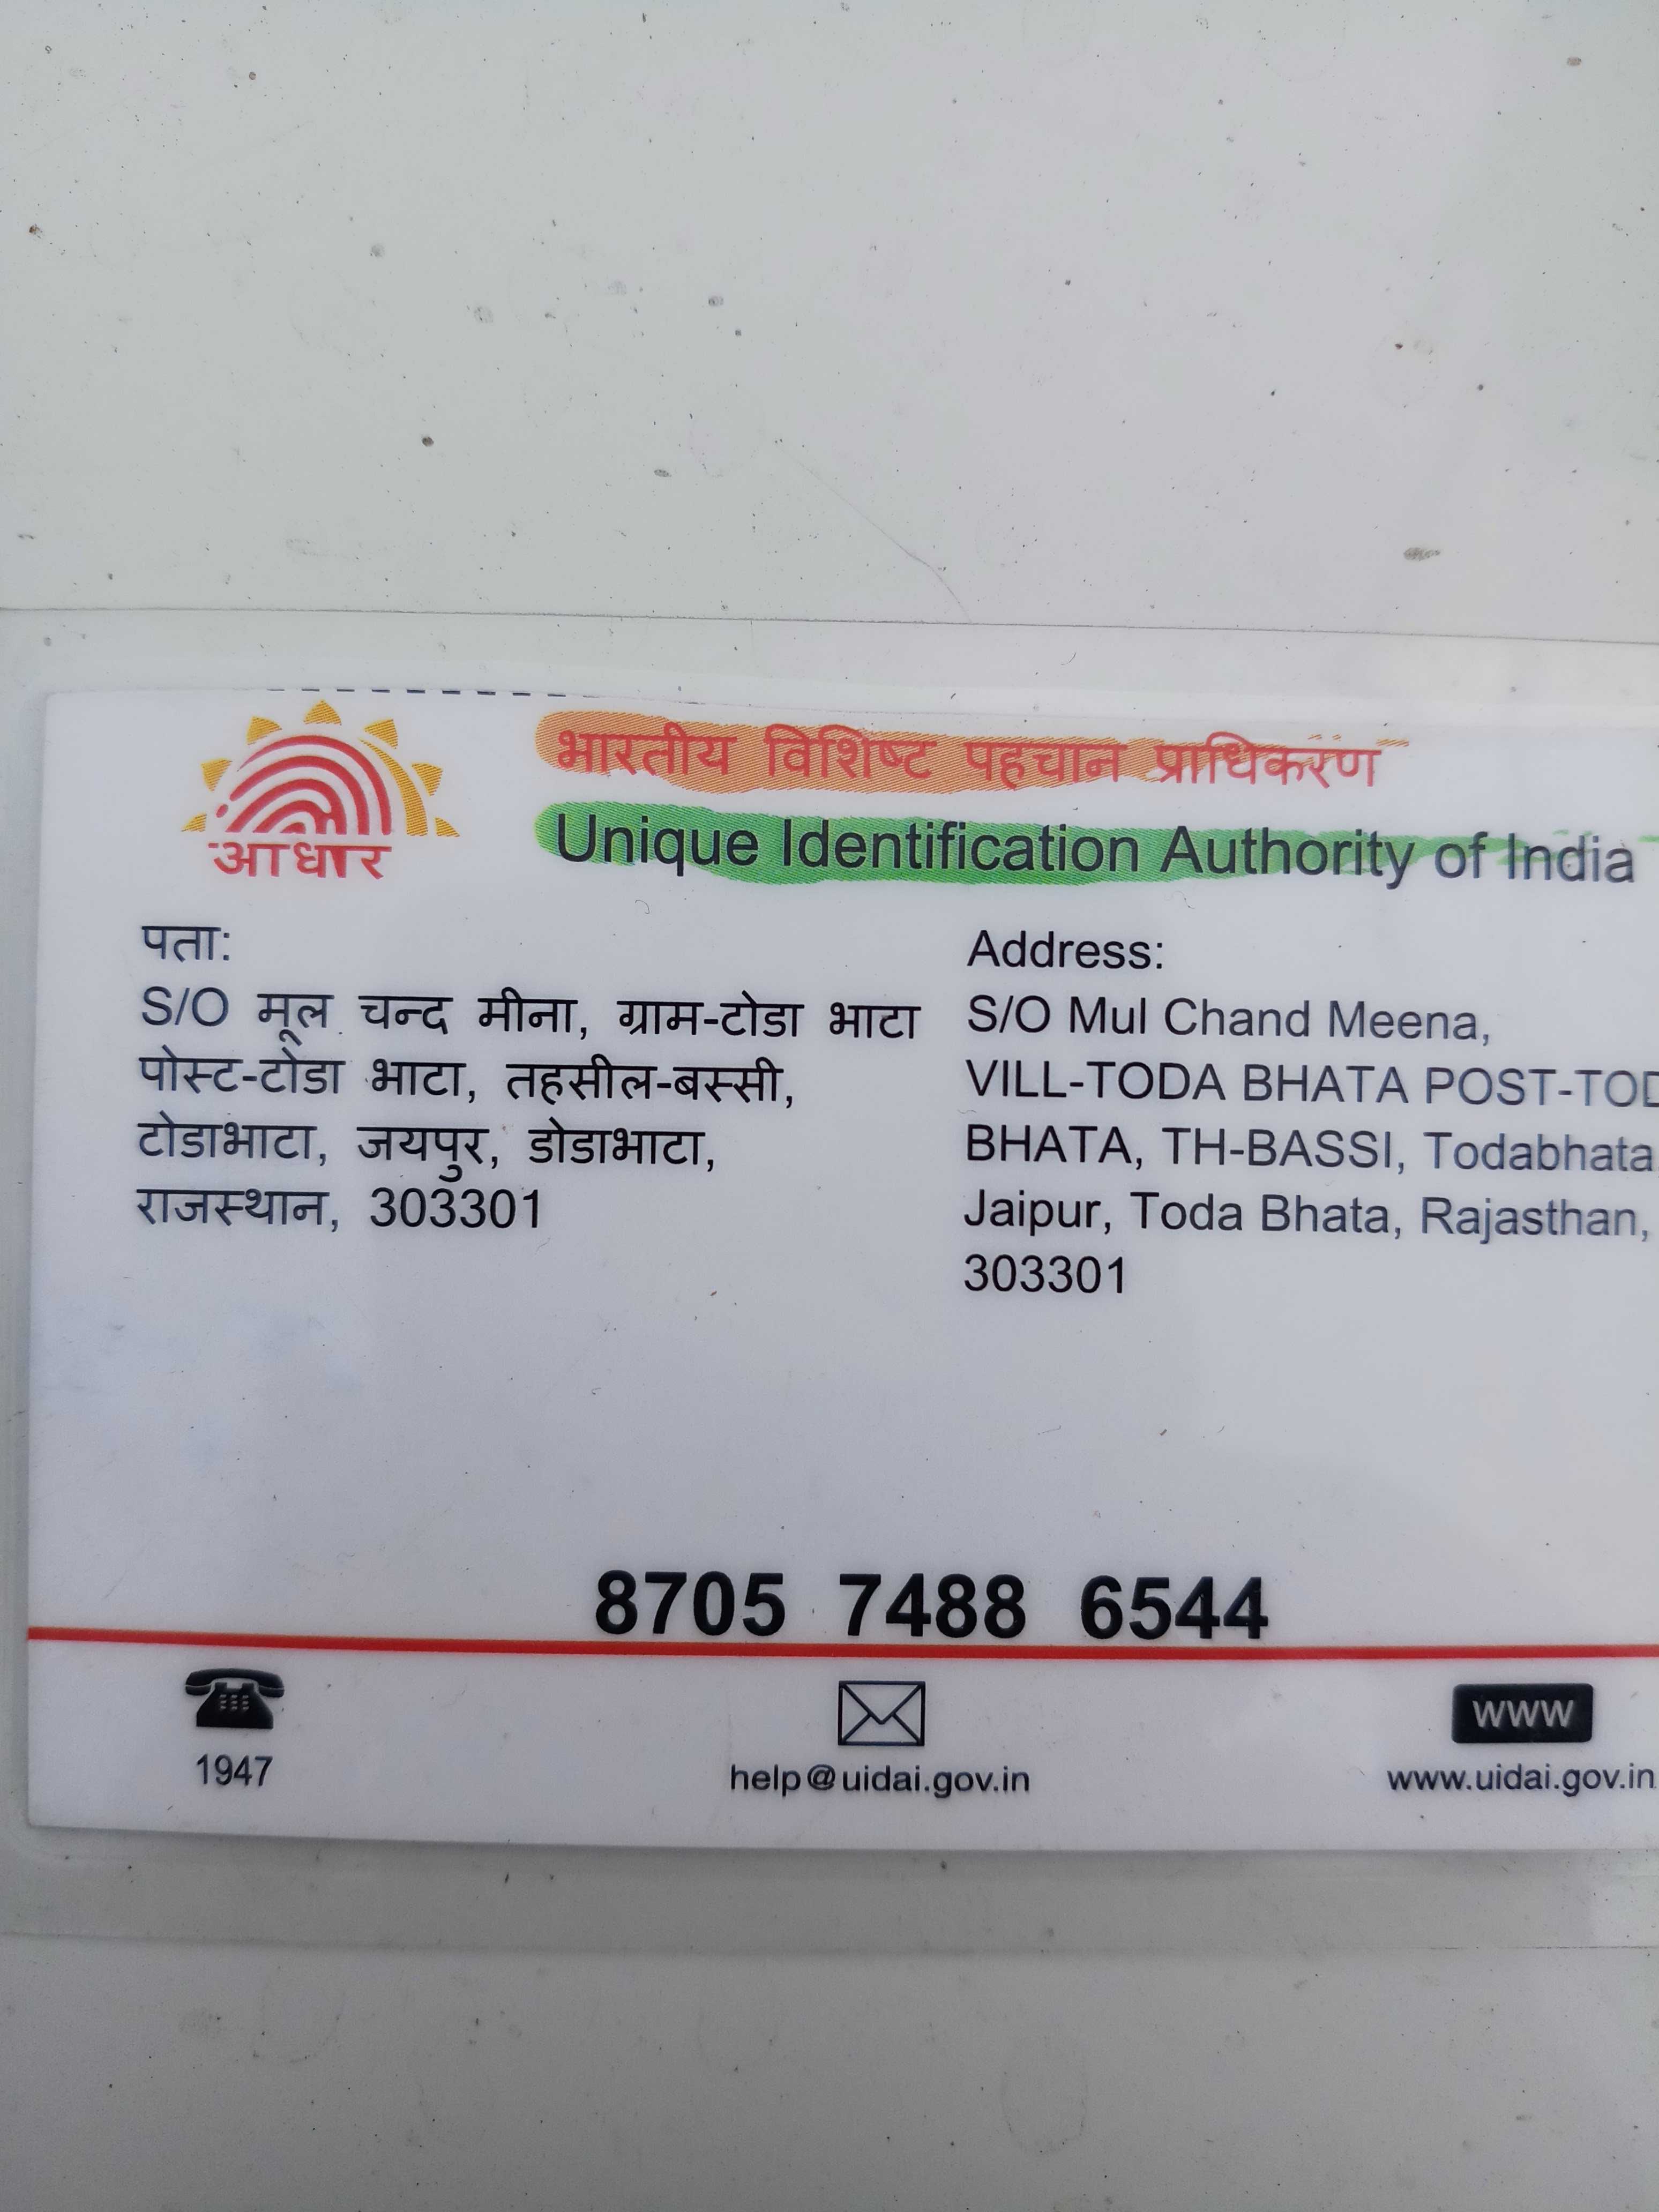 आधार
भारतीय विशिष्ट पहचान प्राधिकरण
Unique Identification Authority of India
पता:
S/O मूल चन्द मीना, ग्राम-टोडा भाटा
पोस्ट-टोडा भाटा, तहसील-बस्सी,
टोडाभाटा, जयपुर, डोडाभाटा,
राजस्थान, 303301
Address:
S/O Mul Chand Meena,
VILL-TODA BHATA POST-TOD
BHATA, TH-BASSI, Todabhata
Jaipur, Toda Bhata, Rajasthan,
303301
8705 7488 6544
1947
help@uidai.gov.in
WWW
www.uidai.gov.in